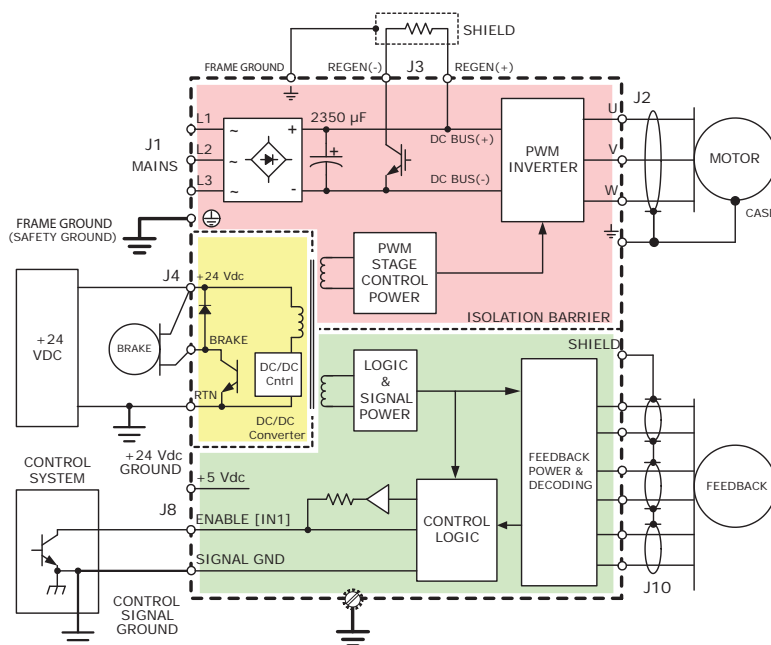 SHIELD
FRAME GROUND
REGEN(-)
J3
REGEN(+)
J1
MAINS
L1
L2
L3
~
~
~
+
-
2350 µF
+
DC BUS(+)
DC BUS(-)
PWM
INVERTER
U
V
W
J2
MOTOR
FRAME GROUND
(SAFETY GROUND)
PWM
STAGE
CONTROL
POWER
ISOLATION BARRIER
J4
+24 Vdc
+24
VDC
BRAKE
BRAKE
RTN
DC/DC
Cntrl
DC/DC
Converter
+24 Vdc
GROUND
LOGIC
&
SIGNAL
POWER
SHIELD
FEEDBACK
POWER &
DECODING
FEEDBACK
J10
CONTROL
SYSTEM
+5 Vdc
J8
ENABLE [IN1]
SIGNAL GND
CONTROL
LOGIC
CONTROL
SIGNAL
GROUND